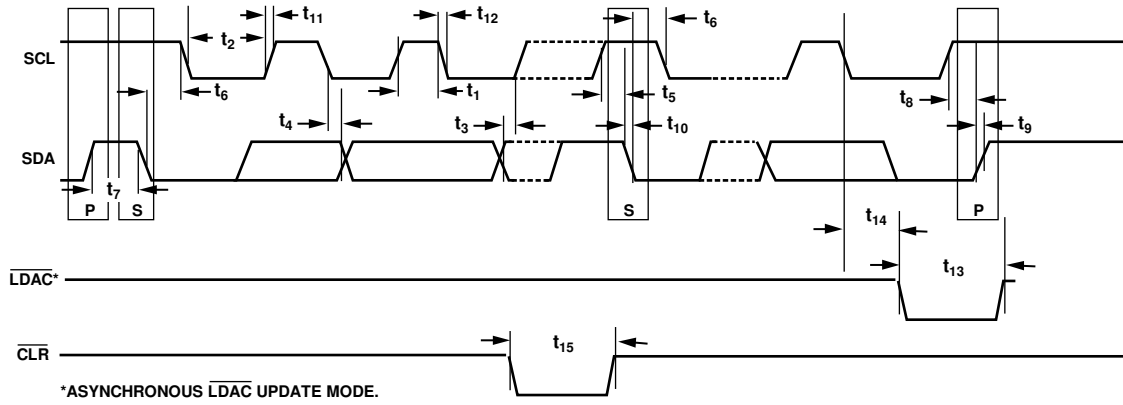 t11
t12
t2
t6
SCL
t6
t1
t5
t8
t4
t3
t10
t9
SDA
t7
P
S
S
P
t14
LDAC*
t13
CLR
t15
*ASYNCHRONOUS LDAC UPDATE MODE.